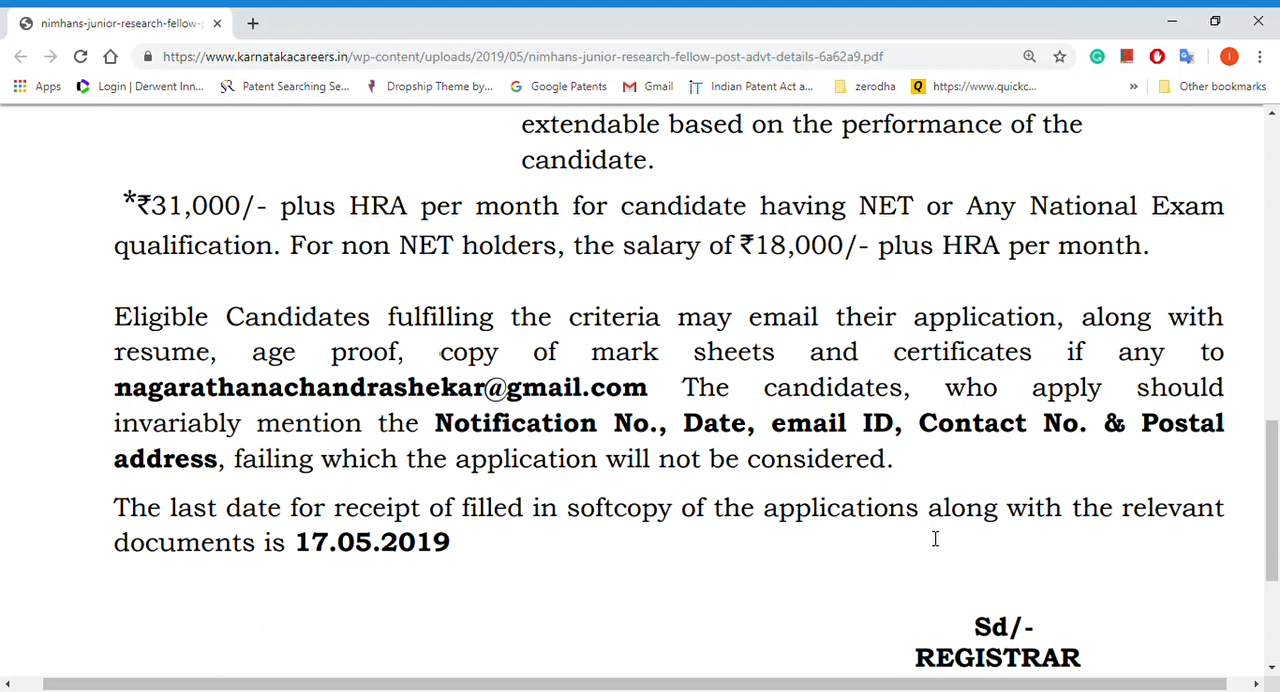 nimhans-junior-research-fellow-
https://www.karnatakacareers.in/wp-content/uploads/2019/05/nimhans-junior-research-fellow-post-advt-details-6a62a9.pdf
Apps Login | Derwent Inn... Patent Searching Se... Dropship Theme by... Google Patents Gmail Indian Patent Act a... zerodha https://www.quickc... » Other bookmarks
extendable based on the performance of the
candidate.
*₹31,000/- plus HRA per month for candidate having NET or Any National Exam
qualification. For non NET holders, the salary of ₹18,000/- plus HRA per month.
Eligible Candidates fulfilling the criteria may email their application, along with
resume, age proof, copy of mark sheets and certificates if any to
nagarathanachandrashekar@gmail.com The candidates, who apply should
invariably mention the Notification No., Date, email ID, Contact No. & Postal
address, failing which the application will not be considered.
The last date for receipt of filled in softcopy of the applications along with the relevant
documents is 17.05.2019
Sd/-
REGISTRAR